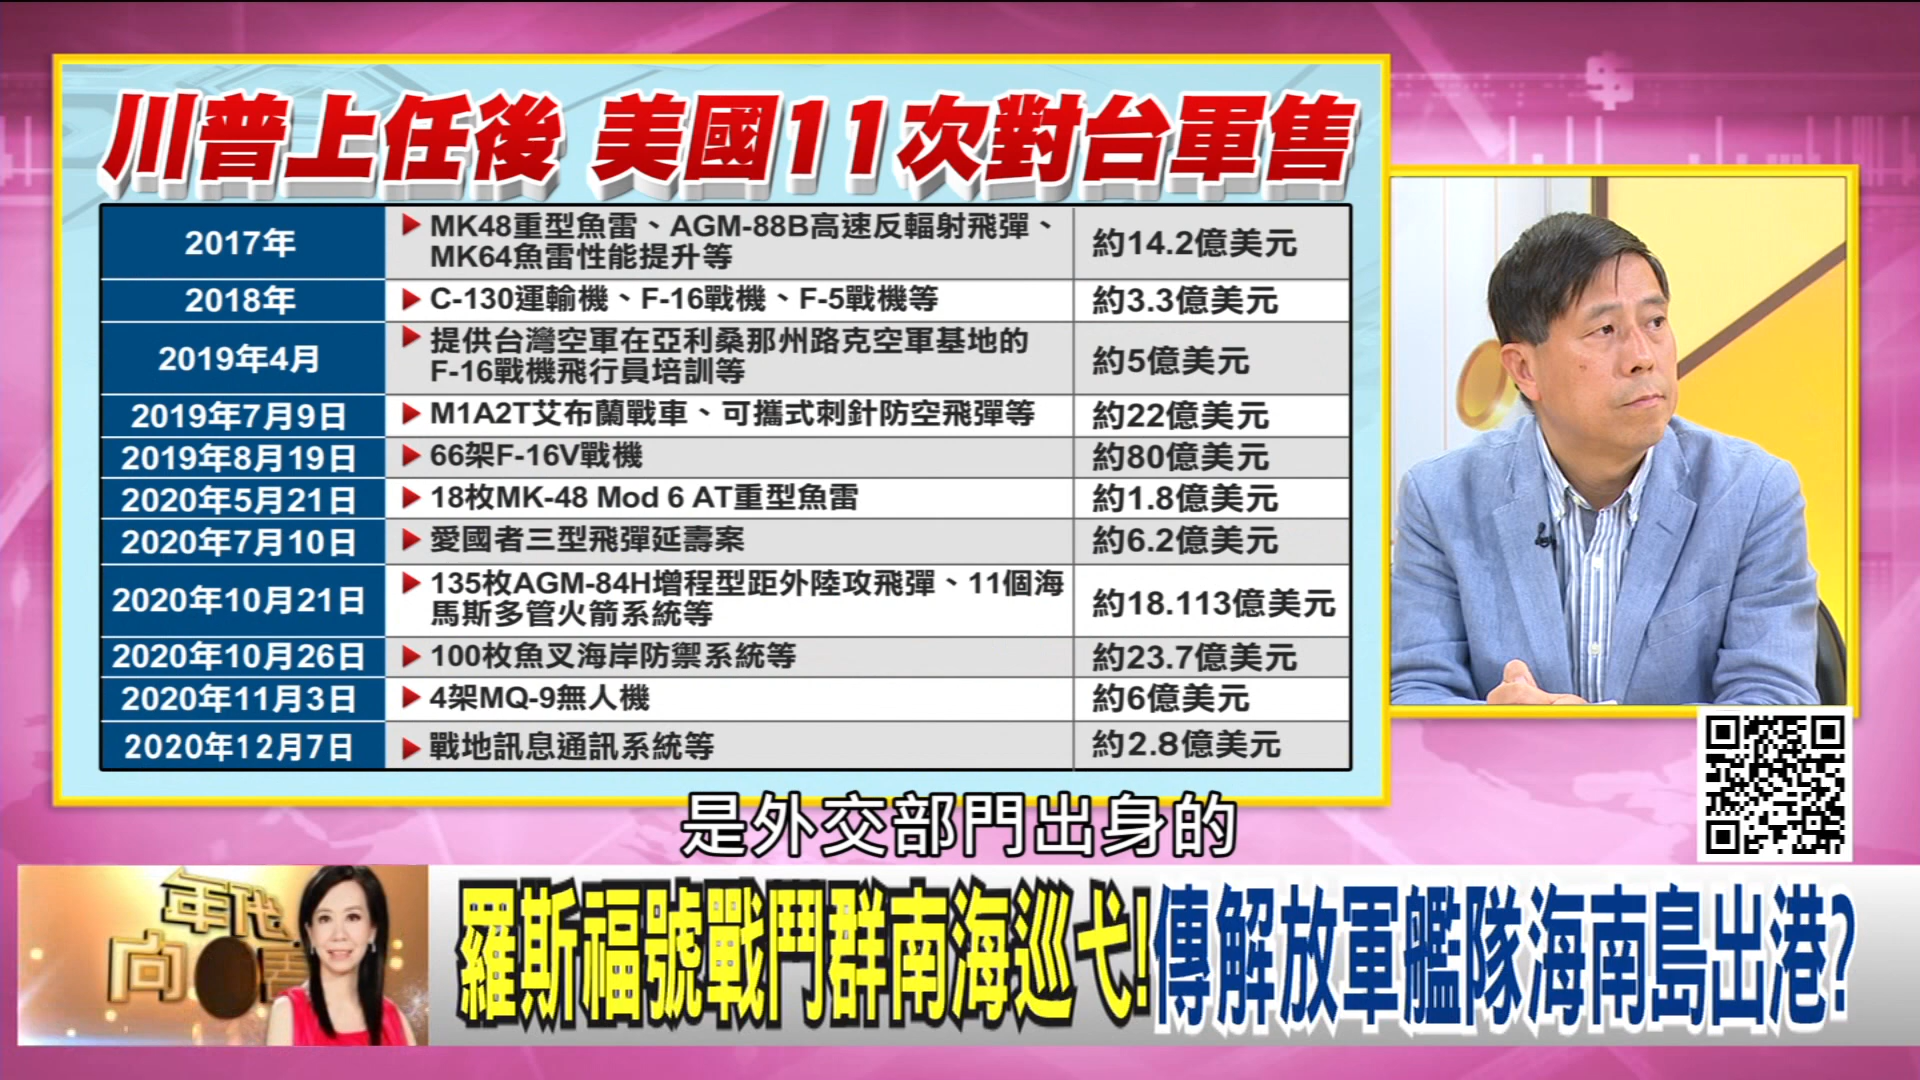 川普上任後 美國11次對台軍售
2017年
▶MK48重型魚雷、AGM-88B高速反輻射飛彈、
MK64魚雷性能提升等
約14.2億美元
2018年
▶C-130運輸機、F-16戰機、F-5戰機等
約3.3億美元
2019年4月
▶提供台灣空軍在亞利桑那州路克空軍基地的
F-16戰機飛行員培訓等
約5億美元
2019年7月9日
▶M1A2T艾布蘭戰車、可攜式刺針防空飛彈等
約22億美元
2019年8月19日
▶66架F-16V戰機
約80億美元
2020年5月21日
▶18枚MK-48 Mod 6 AT重型魚雷
約1.8億美元
2020年7月10日
▶愛國者三型飛彈延壽案
約6.2億美元
2020年10月21日
▶135枚AGM-84H增程型距外陸攻飛彈、11個海
馬斯多管火箭系統等
約18.113億美元
2020年10月26日
▶100枚魚叉海岸防禦系統等
約23.7億美元
2020年11月3日
▶4架MQ-9無人機
約6億美元
2020年12月7日
▶戰地訊息通訊系統等
約2.8億美元
是外交部門出身的
年代
向
羅斯福號戰鬥群南海巡弋!傳解放軍艦隊海南島出港?